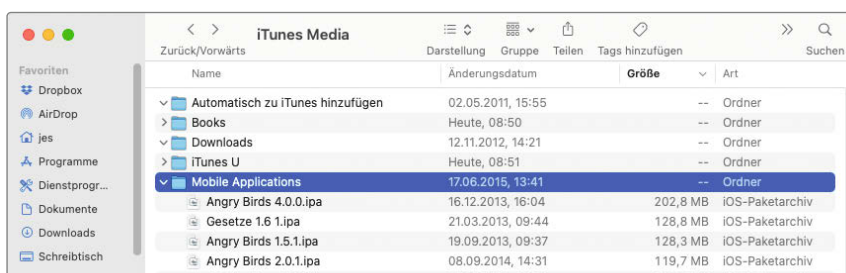 iTunes Media
Zurück/Vorwärts Darstellung Gruppe Teilen Tags hinzufügen Suchen
Favoriten
Dropbox
AirDrop
jes
Programme
Dienstprogr...
Dokumente
Downloads
Schreibtisch
Name Änderungsdatum Größe Art
Automatisch zu iTunes hinzufügen 02.05.2011, 15:55 -- Ordner
Books Heute, 08:50 -- Ordner
Downloads 12.11.2012, 14:21 -- Ordner
iTunes U Heute, 08:51 -- Ordner
Mobile Applications 17.06.2015, 13:41 -- Ordner
Angry Birds 4.0.0.ipa 16.12.2013, 16:04 202,8 MB iOS-Paketarchiv
Gesetze 1.6 1.ipa 21.03.2013, 09:44 128,8 MB iOS-Paketarchiv
Angry Birds 1.5.1.ipa 19.09.2013, 09:37 128,3 MB iOS-Paketarchiv
Angry Birds 2.0.1.ipa 08.09.2014, 14:31 119,7 MB iOS-Paketarchiv